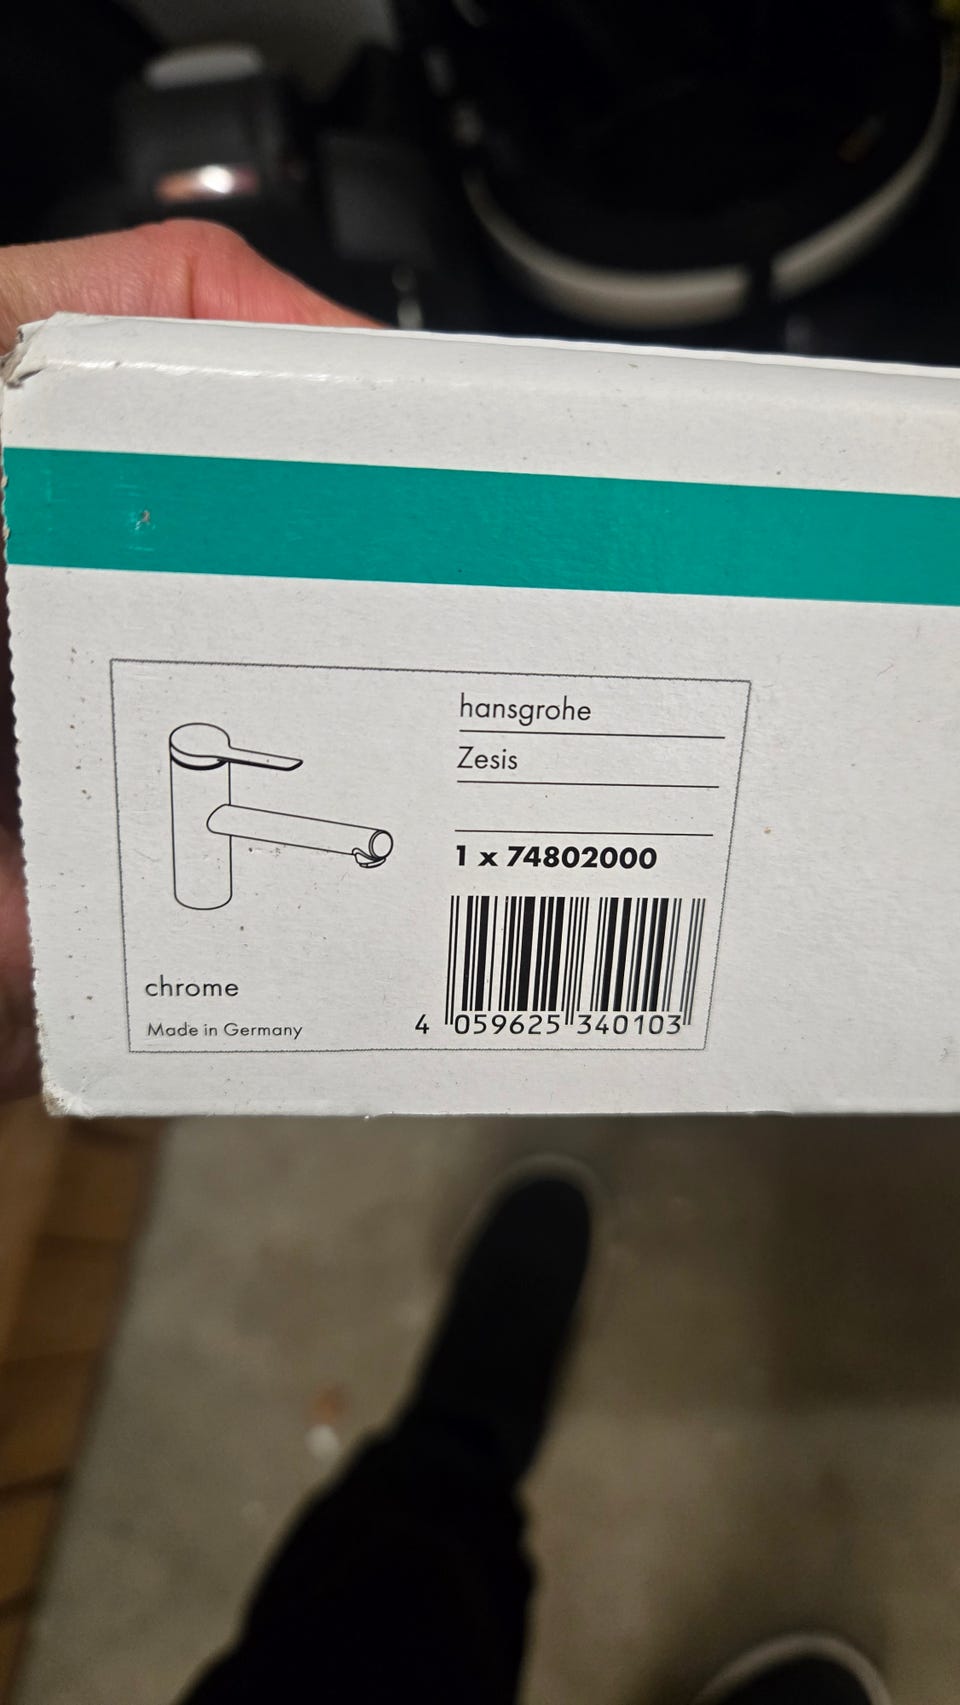 hansgrohe
Zesis
1 x 74802000
chrome
Made in Germany
4 059625 340103